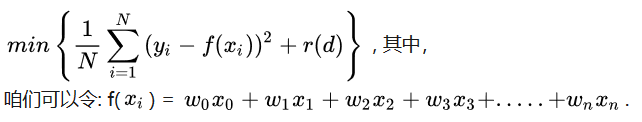 min { 1/N ∑_{i=1}^{N} (y_i − f(x_i))² + r(d) } , 其中,
咱们可以令: f( x_i ) = w_0x_0 + w_1x_1 + w_2x_2 + w_3x_3+.....+w_nx_n .